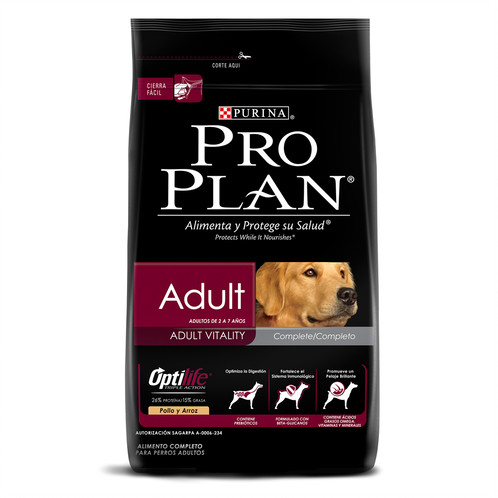 CORTE AQUI
CIERRA
FÁCIL
PURINA
PRO
PLAN®
Alimenta y Protege su Salud®
Protects While It Nourishes®
Adult
ADULTOS DE 2 A 7 AÑOS
ADULT VITALITY
Complete/Completo
Optilife®
TRIPLE ACTION
26% PROTEÍNA/15% GRASA
Pollo y Arroz
Optimiza la Digestión
CONTIENE
PREBIÓTICOS
Fortalece el
Sistema Inmunológico
FORMULADO CON
BETA-GLUCANOS
Promueve un
Pelaje Brillante
CONTIENE ÁCIDOS
GRASOS OMEGA,
VITAMINAS Y MINERALES
AUTORIZACIÓN SAGARPA A-0006-234
ALIMENTO COMPLETO
PARA PERROS ADULTOS